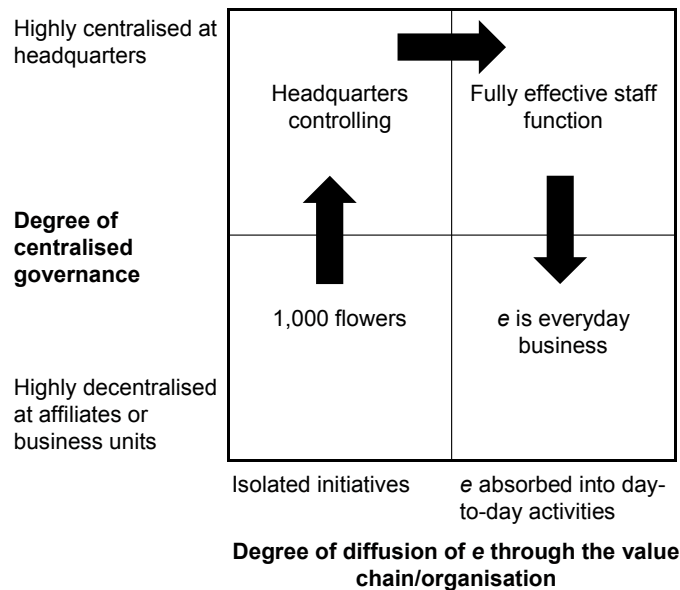 Highly centralised at
headquarters
Headquarters
controlling
Fully effective staff
function
Degree of
centralised
governance
1,000 flowers
e is everyday
business
Highly decentralised
at affiliates or
business units
Isolated initiatives
e absorbed into day-
to-day activities
Degree of diffusion of e through the value
chain/organisation